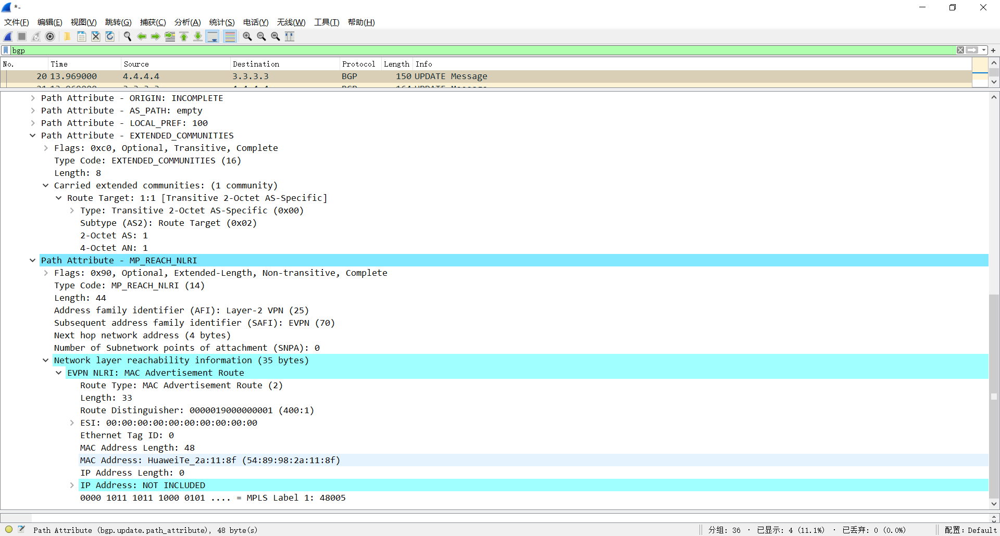 *-
文件(F) 编辑(E) 视图(V) 跳转(G) 捕获(C) 分析(A) 统计(S) 电话(Y) 无线(W) 工具(T) 帮助(H)
bgp
No. Time Source Destination Protocol Length Info
20 13.969000 4.4.4.4 3.3.3.3 BGP 150 UPDATE Message
Path Attribute - ORIGIN: INCOMPLETE
Path Attribute - AS_PATH: empty
Path Attribute - LOCAL_PREF: 100
Path Attribute - EXTENDED_COMMUNITIES
Flags: 0xc0, Optional, Transitive, Complete
Type Code: EXTENDED_COMMUNITIES (16)
Length: 8
Carried extended communities: (1 community)
Route Target: 1:1 [Transitive 2-Octet AS-Specific]
Type: Transitive 2-Octet AS-Specific (0x00)
Subtype (AS2): Route Target (0x02)
2-Octet AS: 1
4-Octet AN: 1
Path Attribute - MP_REACH_NLRI
Flags: 0x90, Optional, Extended-Length, Non-transitive, Complete
Type Code: MP_REACH_NLRI (14)
Length: 44
Address family identifier (AFI): Layer-2 VPN (25)
Subsequent address family identifier (SAFI): EVPN (70)
Next hop network address (4 bytes)
Number of Subnetwork points of attachment (SNPA): 0
Network layer reachability information (35 bytes)
EVPN NLRI: MAC Advertisement Route
Route Type: MAC Advertisement Route (2)
Length: 33
Route Distinguisher: 0000019000000001 (400:1)
ESI: 00:00:00:00:00:00:00:00:00:00
Ethernet Tag ID: 0
MAC Address Length: 48
MAC Address: HuaweiTe_2a:11:8f (54:89:98:2a:11:8f)
IP Address Length: 0
IP Address: NOT INCLUDED
0000 1011 1011 1000 0101 .... = MPLS Label 1: 48005
Path Attribute (bgp.update.path_attribute), 48 byte(s) 分组: 36 · 已显示: 4 (11.1%) · 已丢弃: 0 (0.0%) 配置: Default